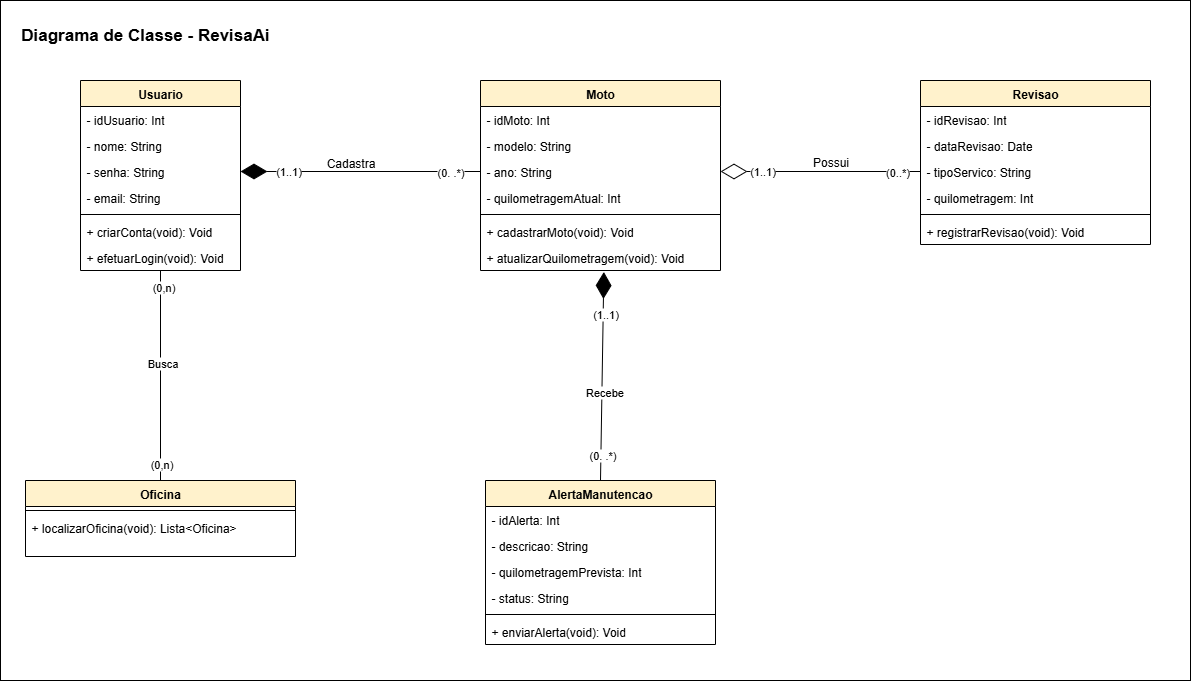 Diagrama de Classe - RevisaAi
Usuario
- idUsuario: Int
- nome: String
- senha: String
- email: String
+ criarConta(void): Void
+ efetuarLogin(void): Void
(1..1)
Cadastra
(0. .*)
Moto
- idMoto: Int
- modelo: String
- ano: String
- quilometragemAtual: Int
+ cadastrarMoto(void): Void
+ atualizarQuilometragem(void): Void
(1..1)
Possui
(0..*)
Revisao
- idRevisao: Int
- dataRevisao: Date
- tipoServico: String
- quilometragem: Int
+ registrarRevisao(void): Void
(0,n)
Busca
(0,n)
Oficina
+ localizarOficina(void): Lista<Oficina>
(1..1)
Recebe
(0. .*)
AlertaManutencao
- idAlerta: Int
- descricao: String
- quilometragemPrevista: Int
- status: String
+ enviarAlerta(void): Void